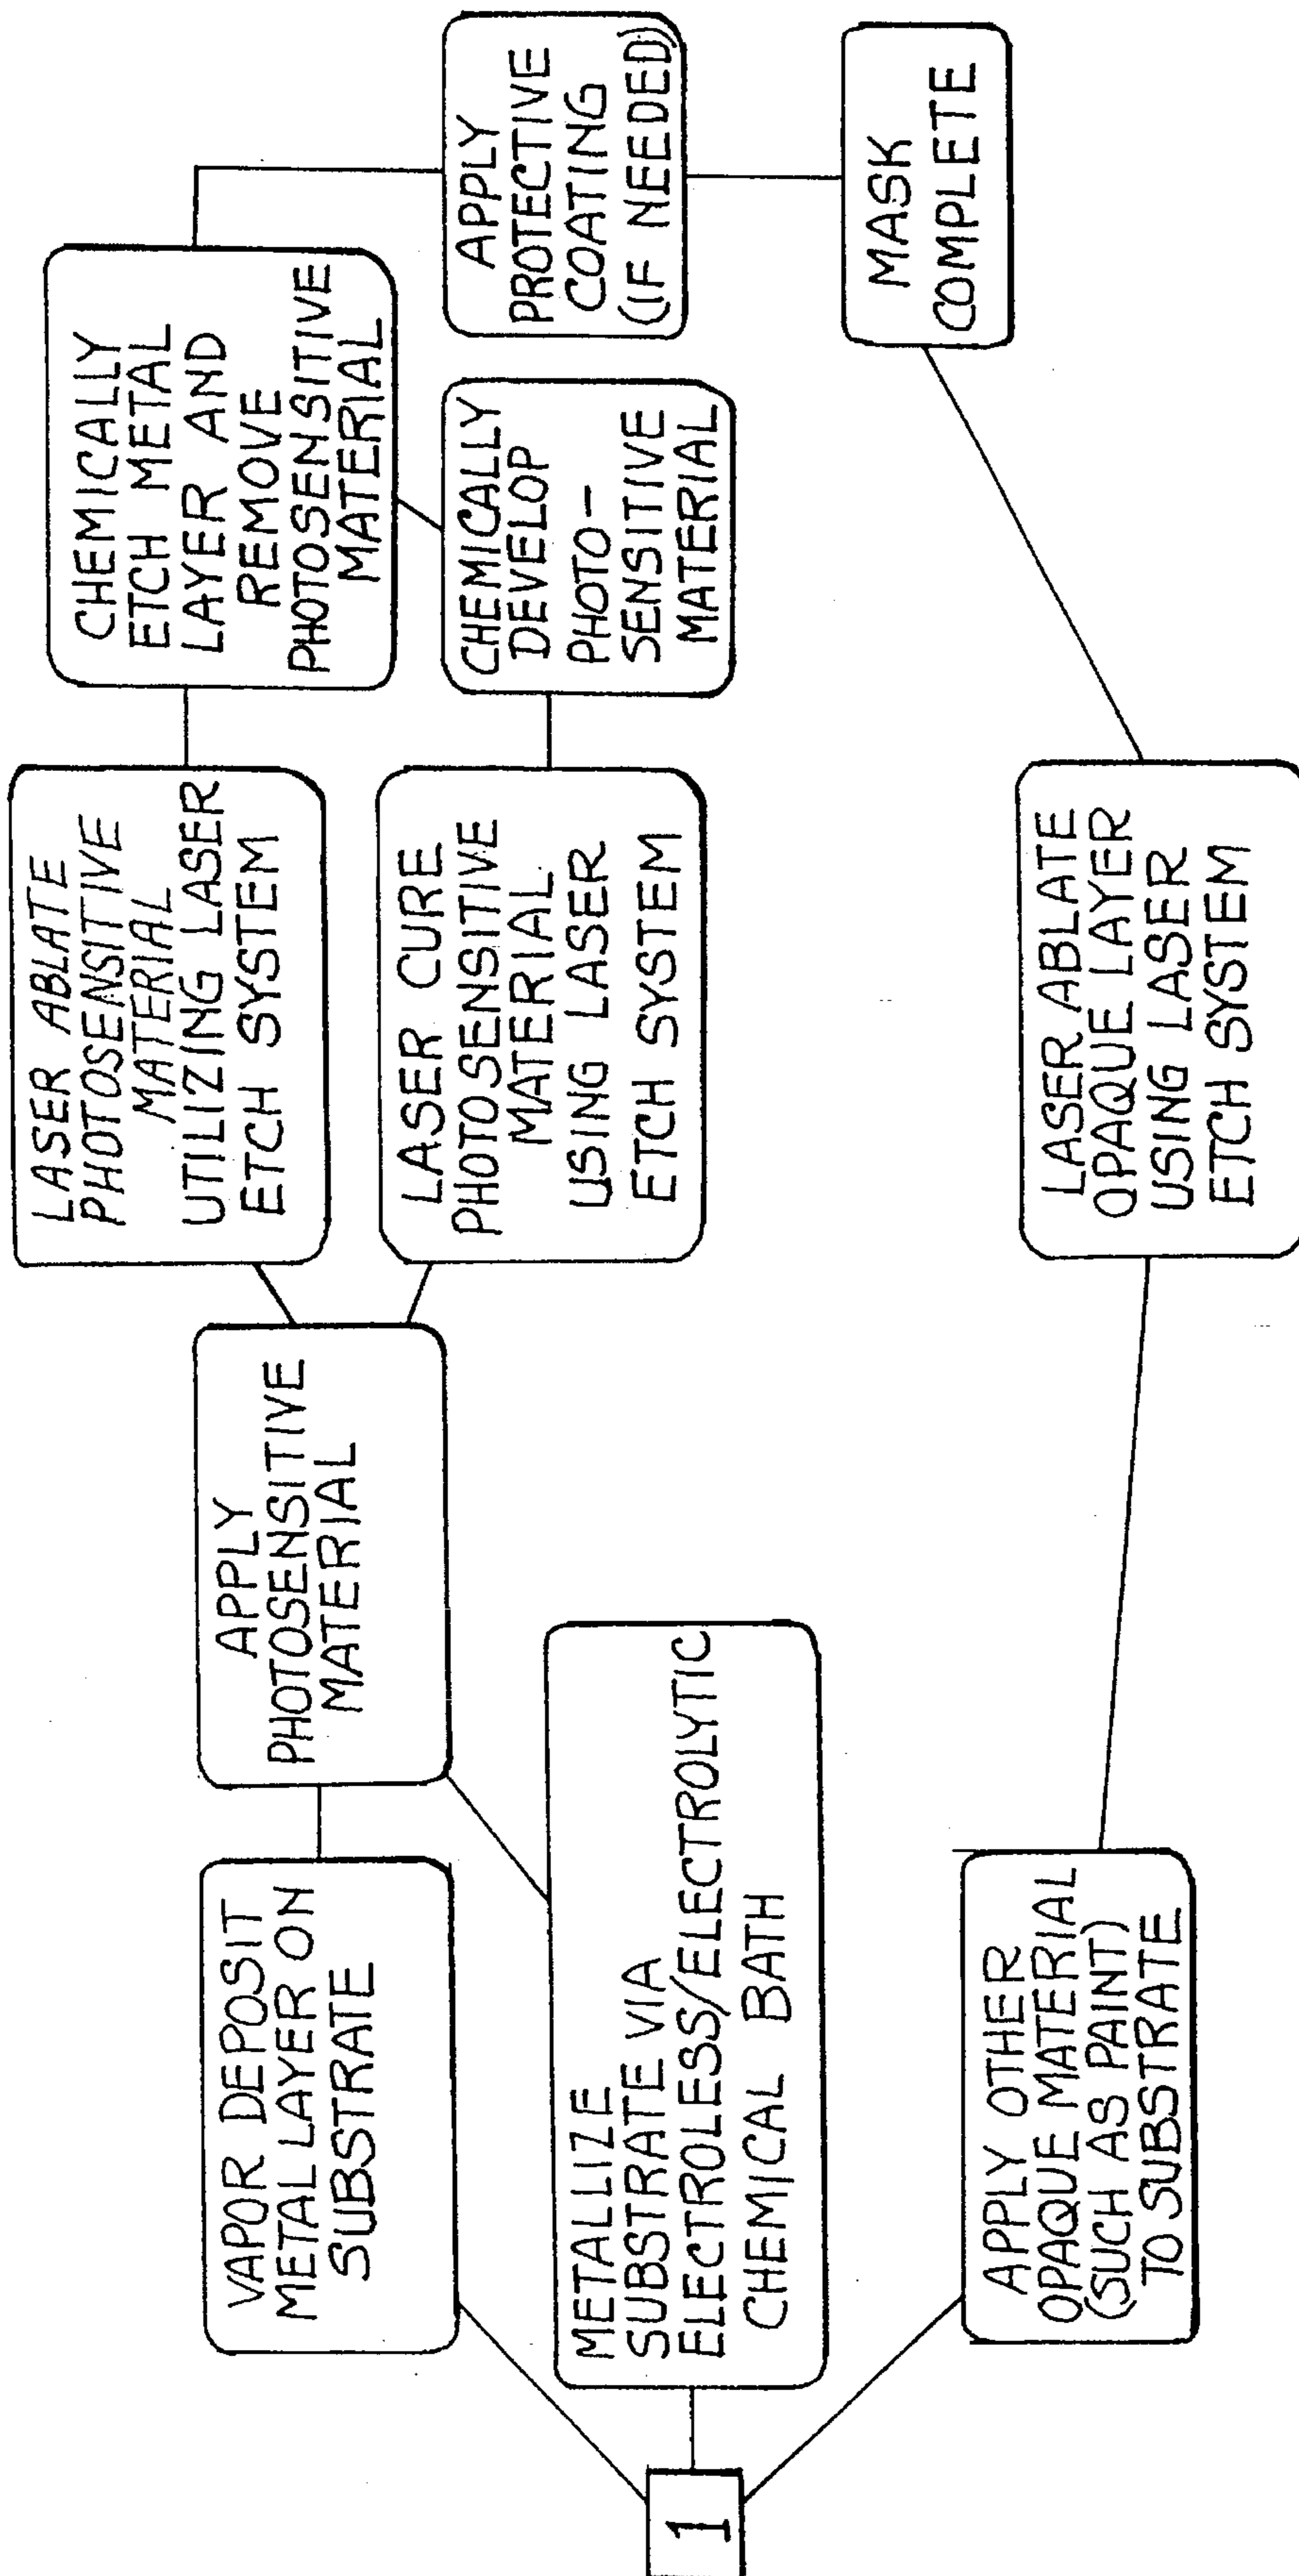 1
VAPOR DEPOSIT
METAL LAYER ON
SUBSTRATE
METALLIZE
SUBSTRATE VIA
ELECTROLESS/ELECTROLYTIC
CHEMICAL BATH
APPLY OTHER
OPAQUE MATERIAL
(SUCH AS PAINT)
TO SUBSTRATE
APPLY
PHOTOSENSITIVE
MATERIAL
LASER ABLATE
PHOTOSENSITIVE
MATERIAL
UTILIZING LASER
ETCH SYSTEM
LASER CURE
PHOTOSENSITIVE
MATERIAL
USING LASER
ETCH SYSTEM
LASER ABLATE
OPAQUE LAYER
USING LASER
ETCH SYSTEM
CHEMICALLY
ETCH METAL
LAYER AND
REMOVE
PHOTOSENSITIVE
MATERIAL
CHEMICALLY
DEVELOP
PHOTO-
SENSITIVE
MATERIAL
APPLY
PROTECTIVE
COATING
(IF NEEDED)
MASK
COMPLETE